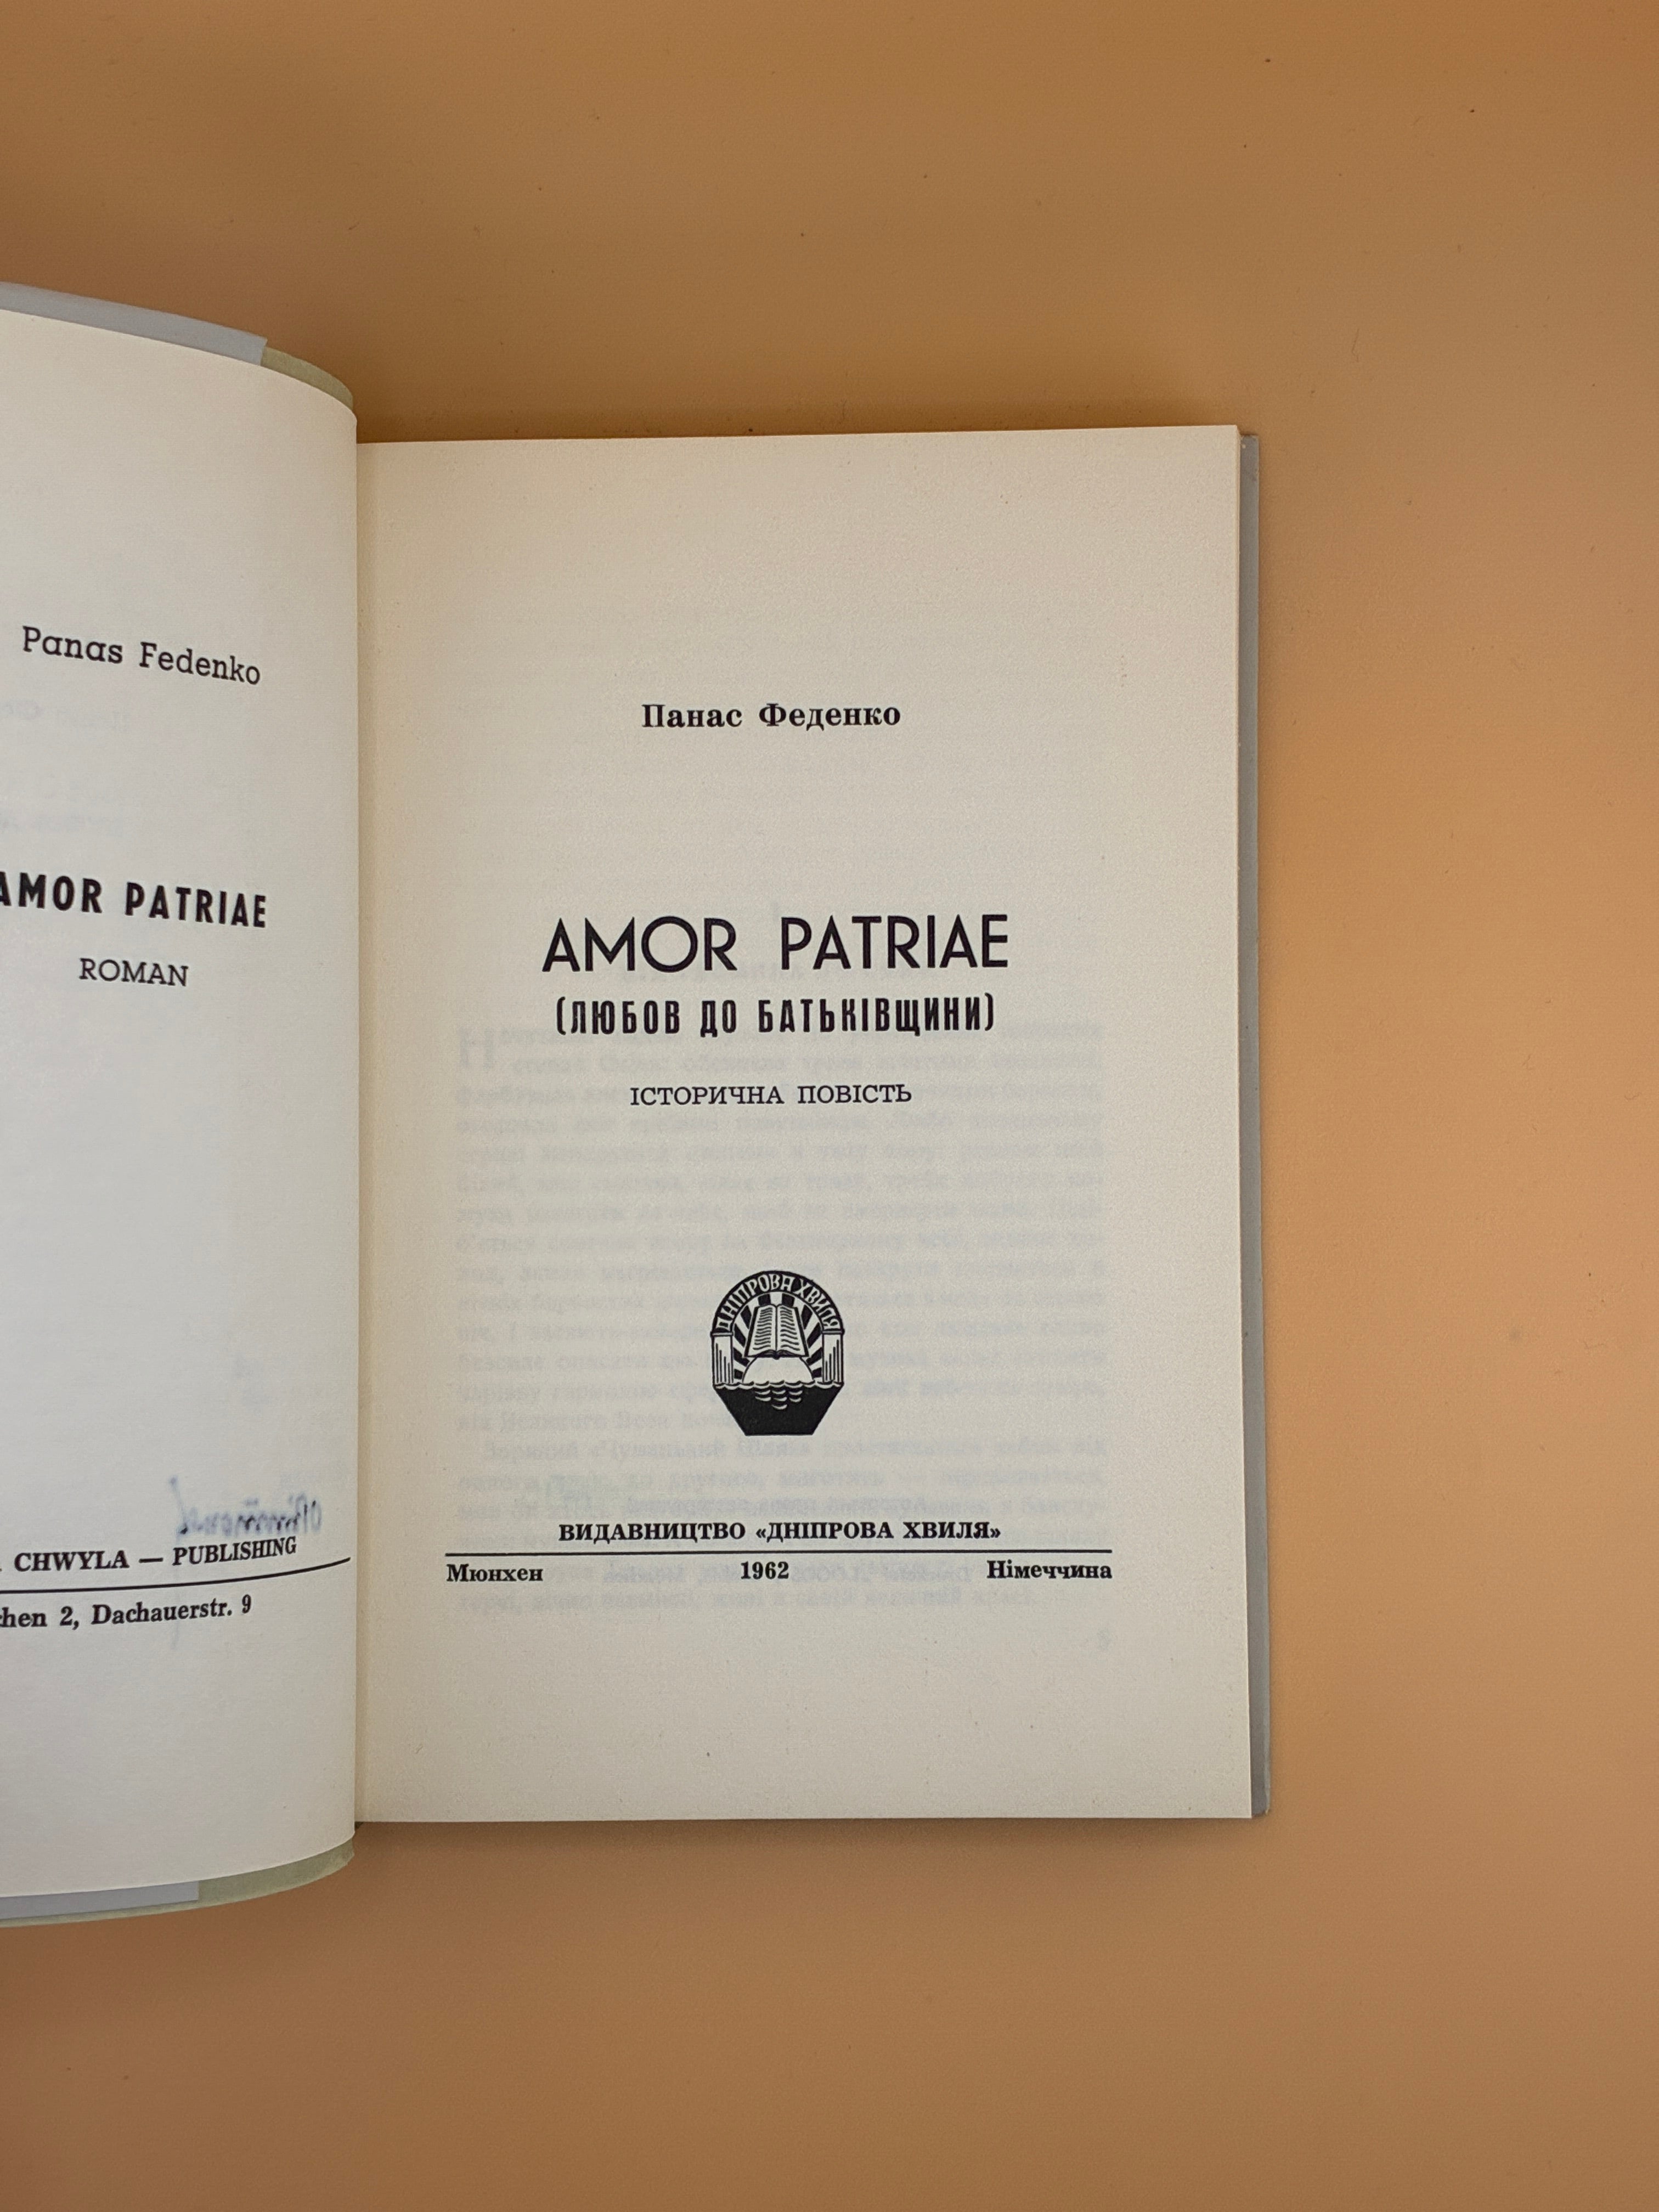 Panas Fedenko
AMOR PATRIAE
ROMAN
CHWYLA — PUBLISHING
2, Dachauerstr. 9
Панас Феденко
AMOR PATRIAE
(ЛЮБОВ ДО БАТЬКІВЩИНИ)
ІСТОРИЧНА ПОВІСТЬ
ДНІПРОВА ХВИЛЯ
ВИДАВНИЦТВО «ДНІПРОВА ХВИЛЯ»
Мюнхен 1962 Німеччина